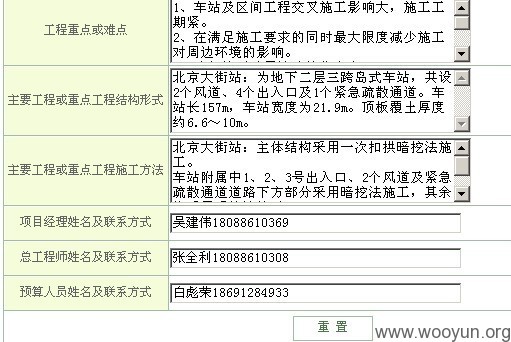 工程重点或难点
1、车站及区间工程交叉施工影响大，施工工
期紧。
2、在满足施工要求的同时最大限度减少施工
对周边环境的影响。
主要工程或重点工程结构形式
北京大街站：为地下二层三跨岛式车站，共设
2个风道、4个出入口及1个紧急疏散通道。车
站长157m，车站宽度为21.9m。顶板覆土厚度
约6.6～10m。
主要工程或重点工程施工方法
北京大街站：主体结构采用一次扣拱暗挖法施
工。
车站附属中1、2、3号出入口、2个风道及紧急
疏散通道道路下方部分采用暗挖法施工，其余
项目经理姓名及联系方式
吴建伟18088610369
总工程师姓名及联系方式
张全利18088610308
预算人员姓名及联系方式
白彪荣18691284933
重 置
www.wooyun.org